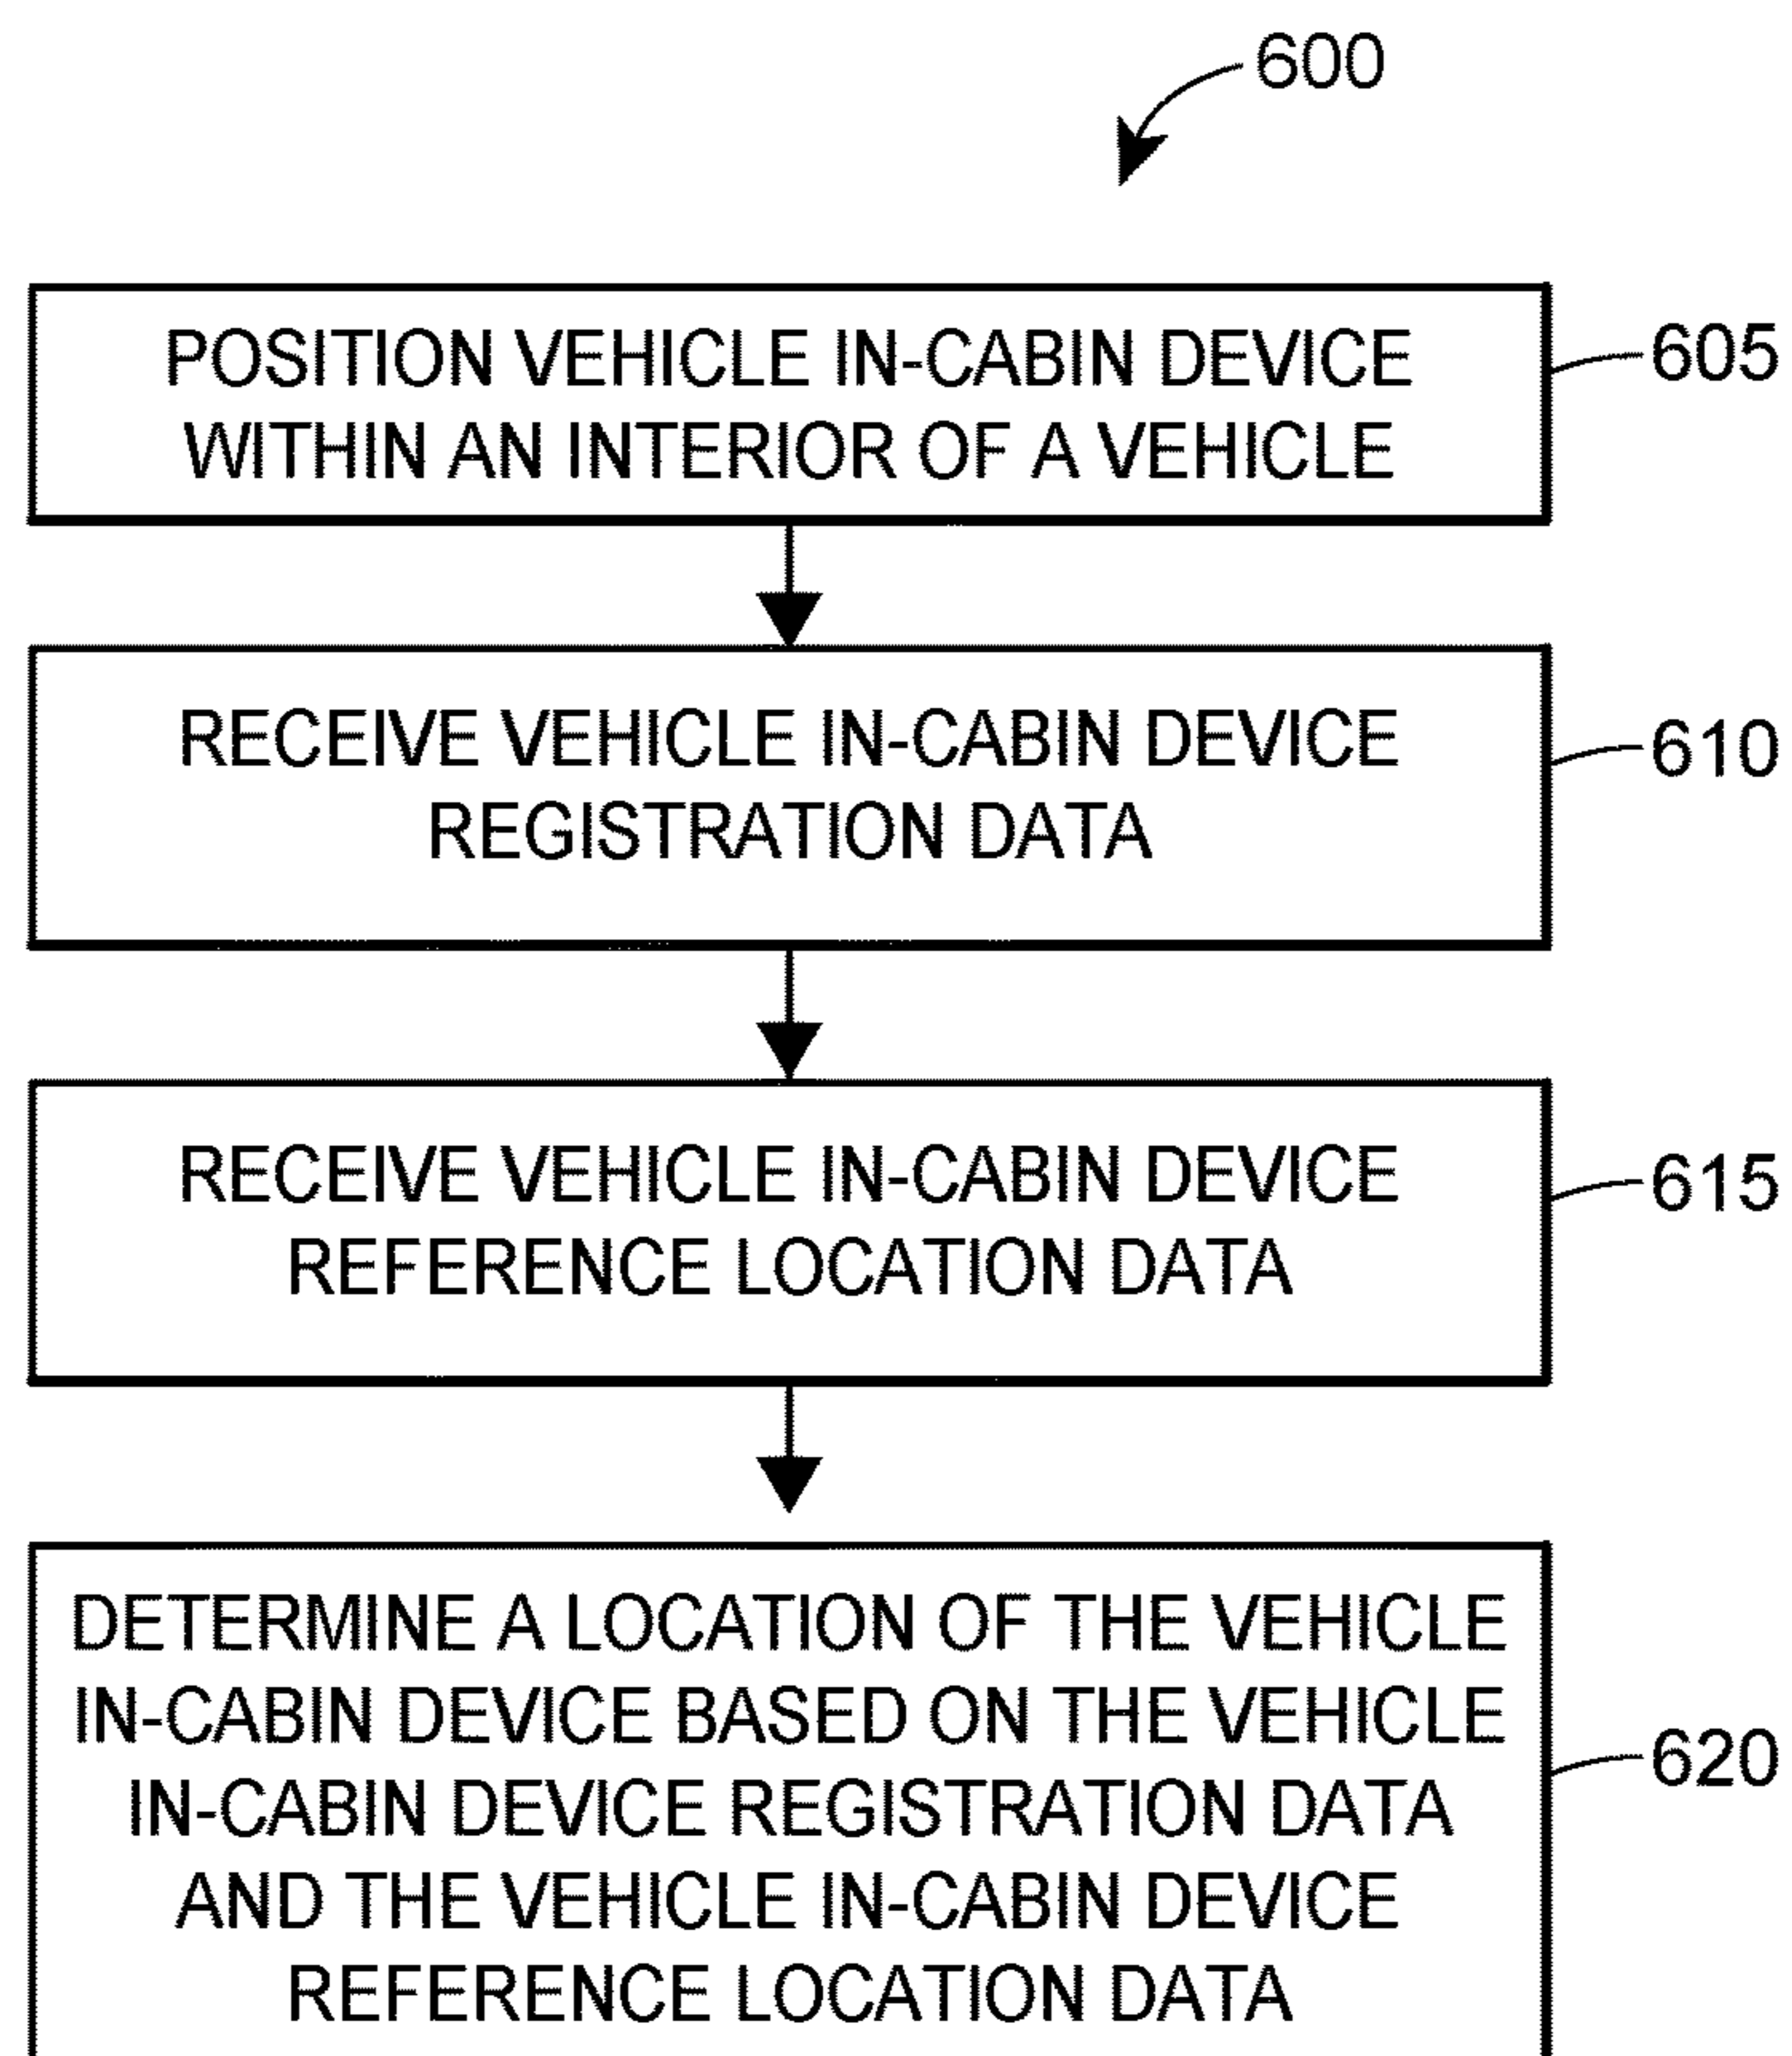 600
POSITION VEHICLE IN-CABIN DEVICE
WITHIN AN INTERIOR OF A VEHICLE
605
RECEIVE VEHICLE IN-CABIN DEVICE
REGISTRATION DATA
610
RECEIVE VEHICLE IN-CABIN DEVICE
REFERENCE LOCATION DATA
615
DETERMINE A LOCATION OF THE VEHICLE
IN-CABIN DEVICE BASED ON THE VEHICLE
IN-CABIN DEVICE REGISTRATION DATA
AND THE VEHICLE IN-CABIN DEVICE
REFERENCE LOCATION DATA
620